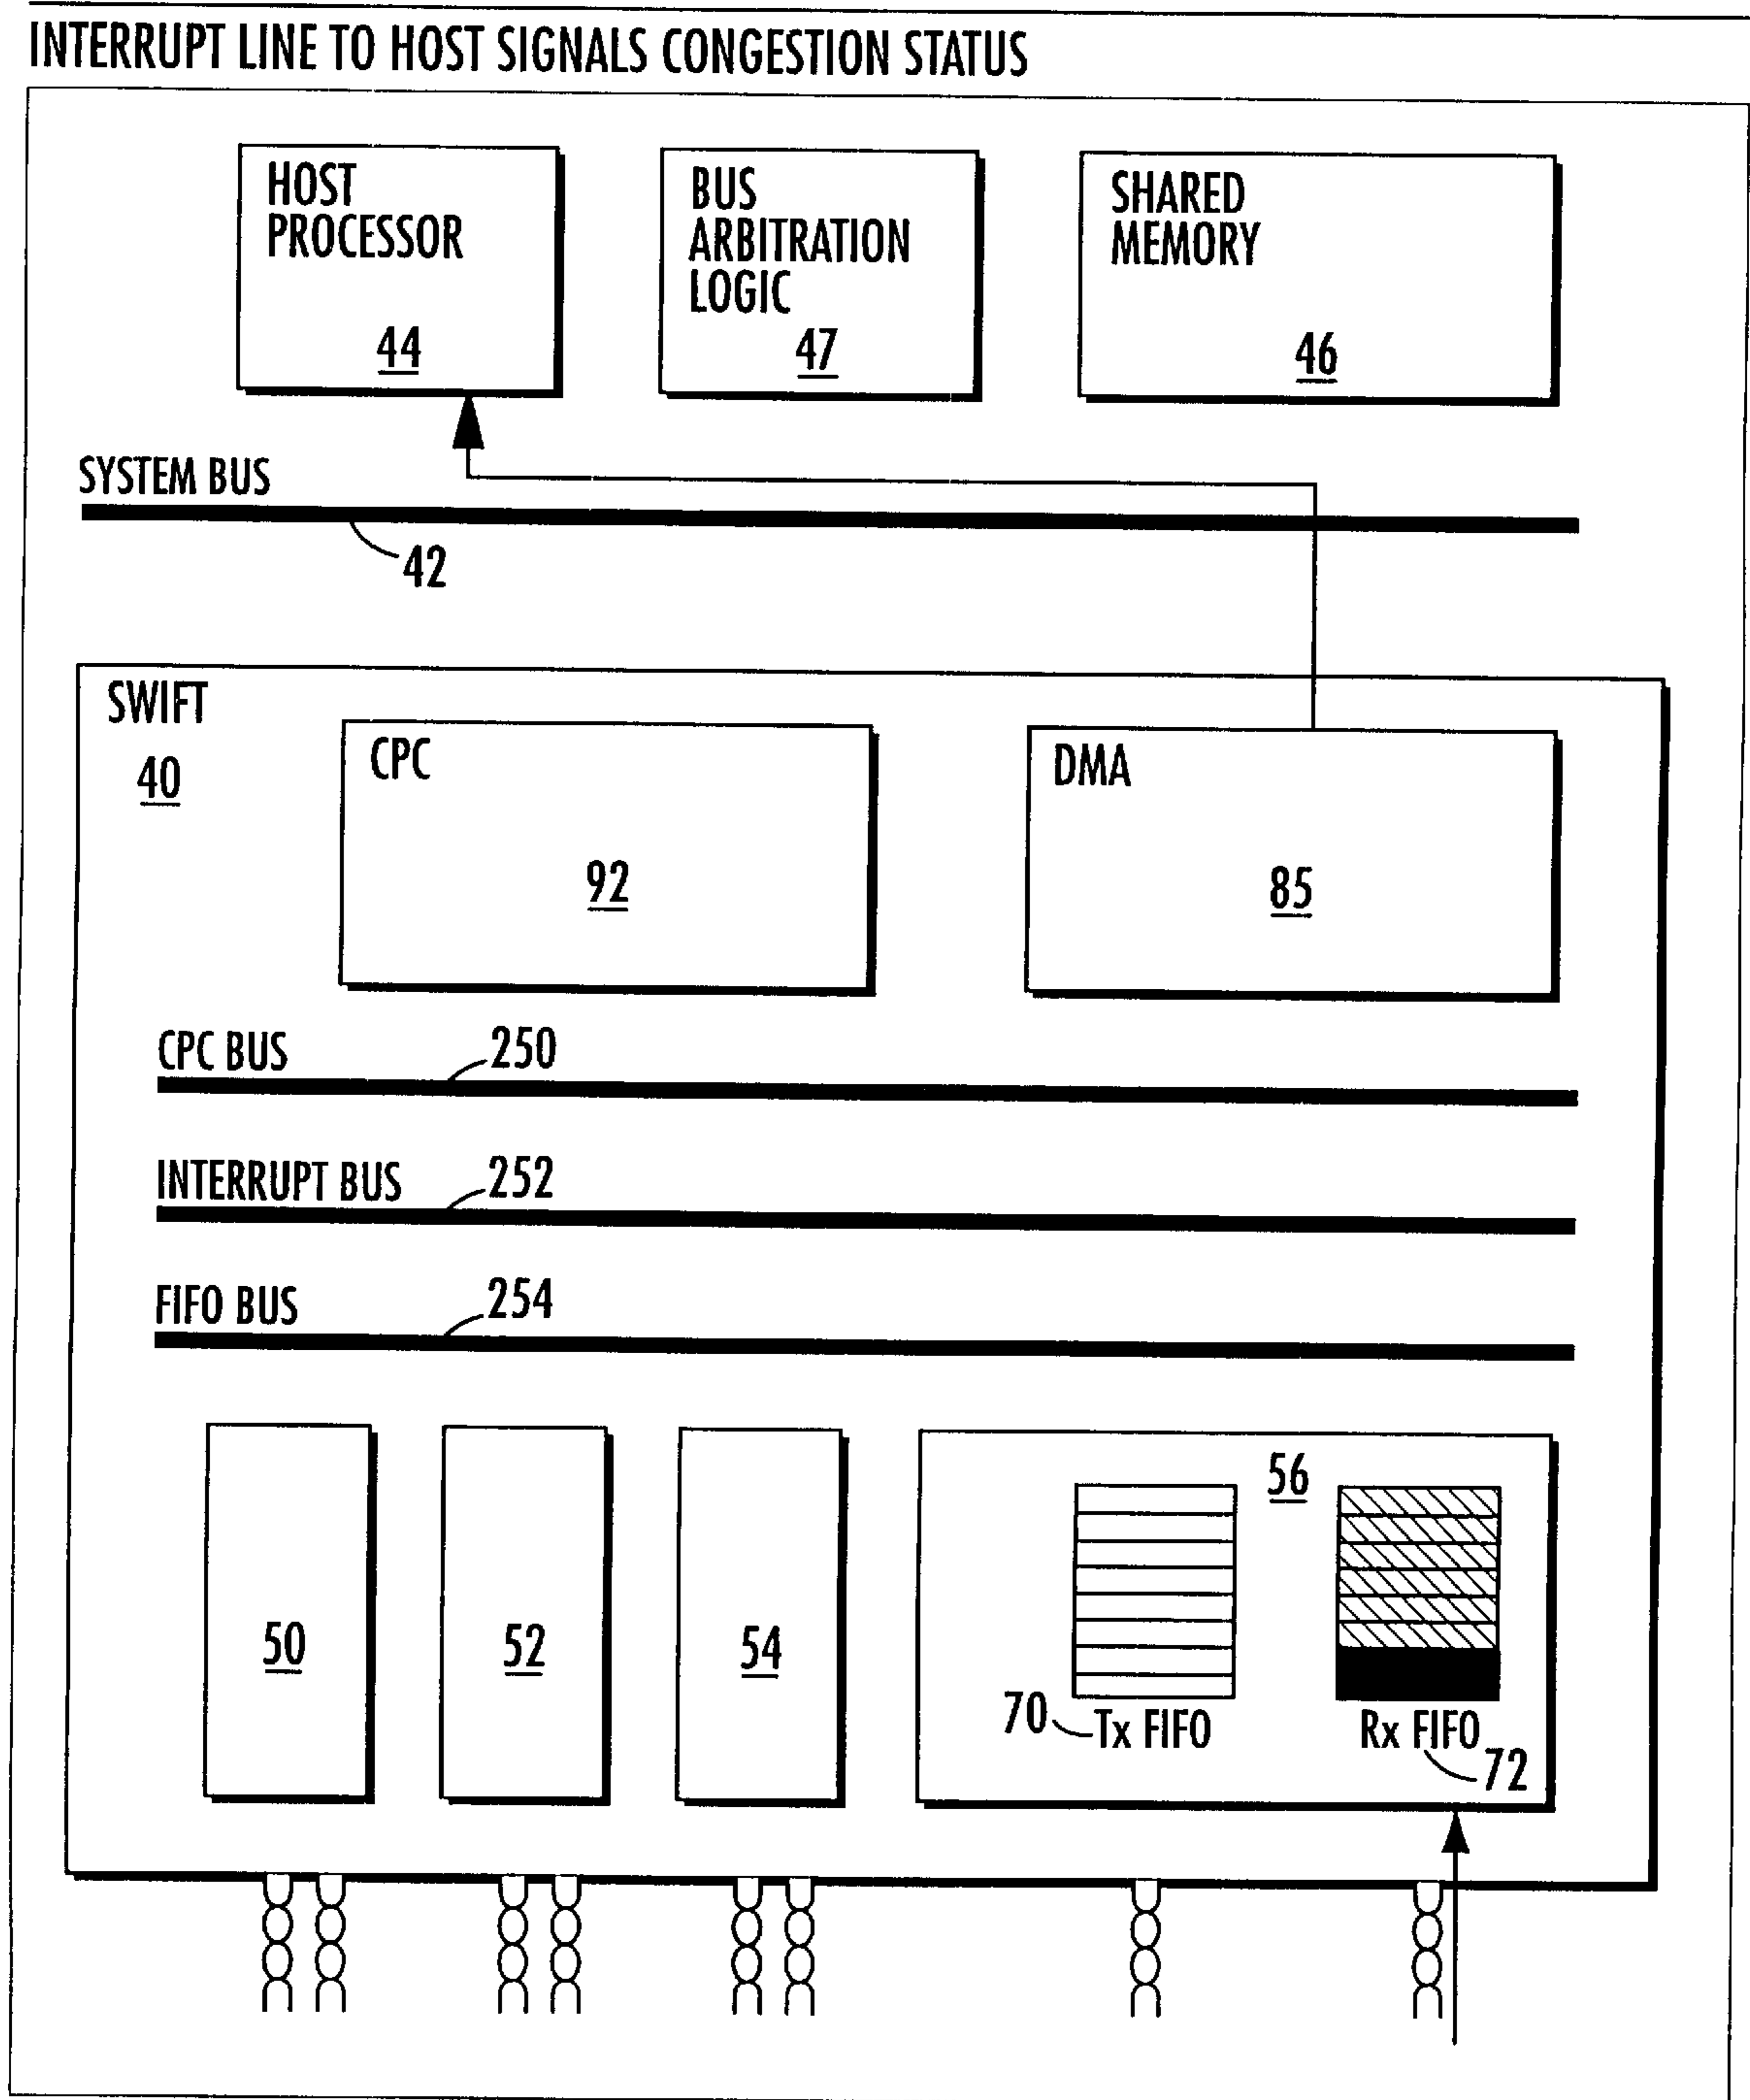 INTERRUPT LINE TO HOST SIGNALS CONGESTION STATUS
HOST
PROCESSOR
44
BUS
ARBITRATION
LOGIC
47
SHARED
MEMORY
46
SYSTEM BUS
42
SWIFT
40
CPC
92
DMA
85
CPC BUS
250
INTERRUPT BUS
252
FIFO BUS
254
50
52
54
56
70
Tx FIFO
Rx FIFO
72